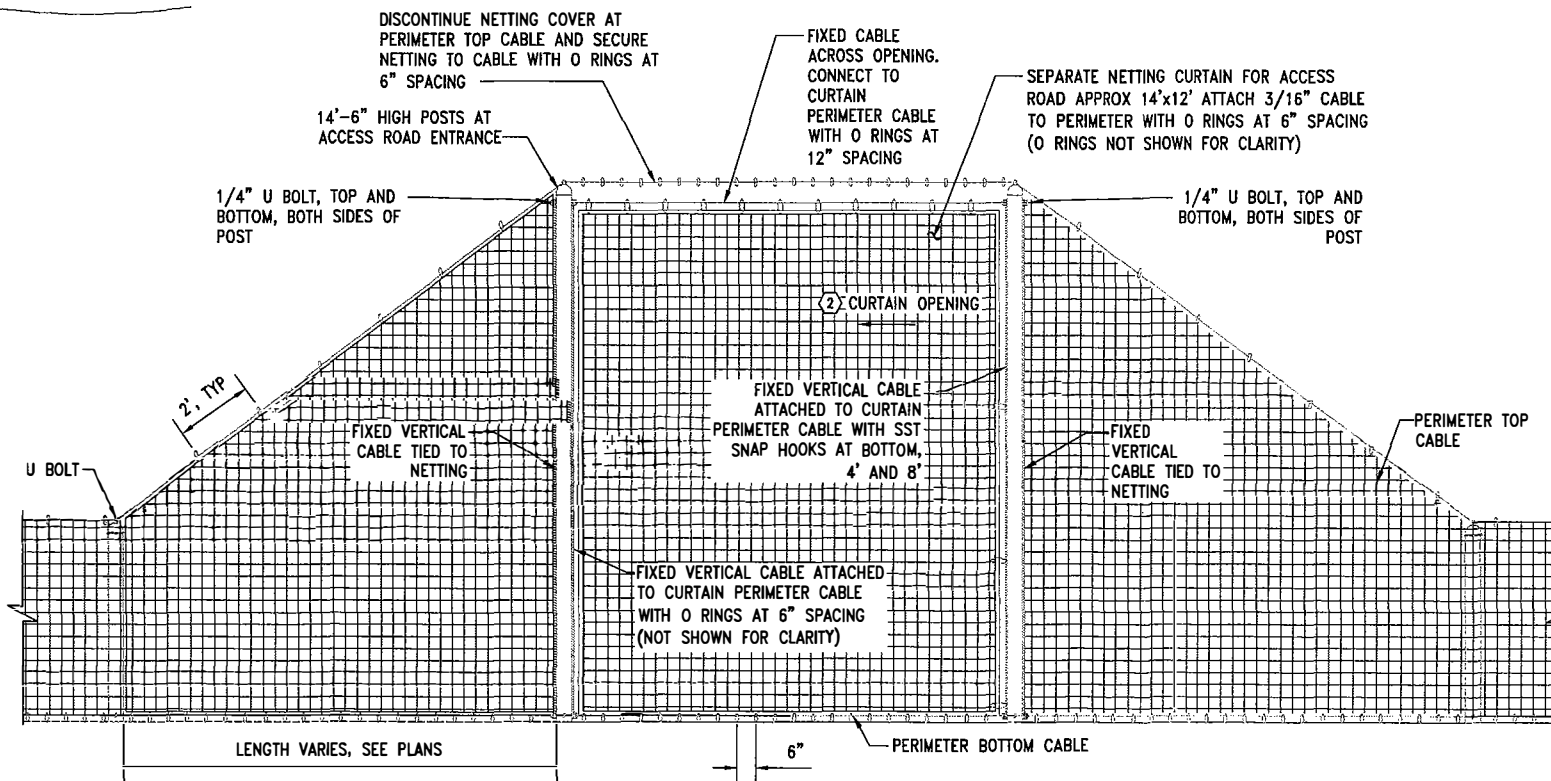 DISCONTINUE NETTING COVER AT
PERIMETER TOP CABLE AND SECURE
NETTING TO CABLE WITH O RINGS AT
6" SPACING
FIXED CABLE
ACROSS OPENING.
CONNECT TO
CURTAIN
PERIMETER CABLE
WITH O RINGS AT
12" SPACING
SEPARATE NETTING CURTAIN FOR ACCESS
ROAD APPROX 14'x12' ATTACH 3/16" CABLE
TO PERIMETER WITH O RINGS AT 6" SPACING
(O RINGS NOT SHOWN FOR CLARITY)
14'-6" HIGH POSTS AT
ACCESS ROAD ENTRANCE
1/4" U BOLT, TOP AND
BOTTOM, BOTH SIDES OF
POST
1/4" U BOLT, TOP AND
BOTTOM, BOTH SIDES OF
POST
2 CURTAIN OPENING
2', TYP
FIXED VERTICAL CABLE
ATTACHED TO CURTAIN
PERIMETER CABLE WITH SST
SNAP HOOKS AT BOTTOM,
4' AND 8'
FIXED VERTICAL
CABLE TIED TO
NETTING
FIXED
VERTICAL
CABLE TIED TO
NETTING
PERIMETER TOP
CABLE
U BOLT
FIXED VERTICAL CABLE ATTACHED
TO CURTAIN PERIMETER CABLE
WITH O RINGS AT 6" SPACING
(NOT SHOWN FOR CLARITY)
LENGTH VARIES, SEE PLANS
6"
PERIMETER BOTTOM CABLE